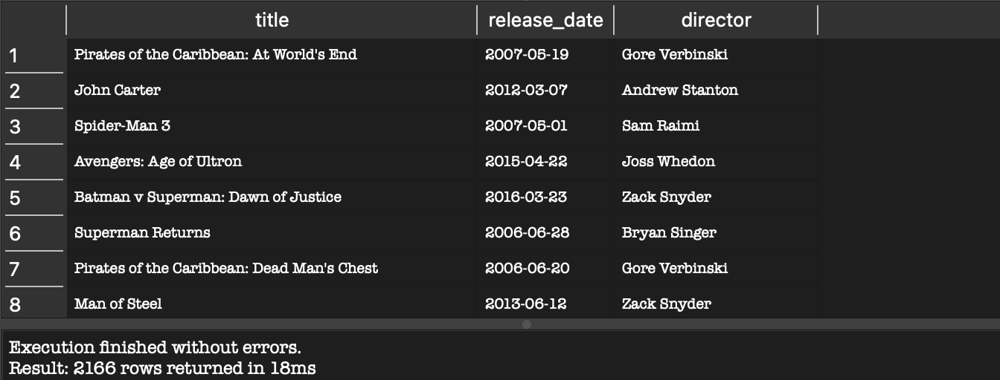 title release_date director
1 Pirates of the Caribbean: At World's End 2007-05-19 Gore Verbinski
2 John Carter 2012-03-07 Andrew Stanton
3 Spider-Man 3 2007-05-01 Sam Raimi
4 Avengers: Age of Ultron 2015-04-22 Joss Whedon
5 Batman v Superman: Dawn of Justice 2016-03-23 Zack Snyder
6 Superman Returns 2006-06-28 Bryan Singer
7 Pirates of the Caribbean: Dead Man's Chest 2006-06-20 Gore Verbinski
8 Man of Steel 2013-06-12 Zack Snyder
Execution finished without errors.
Result: 2166 rows returned in 18ms